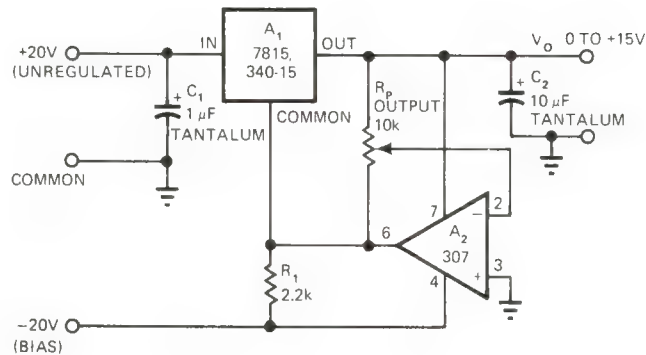 +20V
(UNREGULATED)
IN
A1
7815,
340-15
OUT
COMMON
Vo 0 TO +15V
+ C1
1 μF
TANTALUM
RP
OUTPUT
10k
+ C2
10 μF
TANTALUM
COMMON
2
7
−
A2
307
6
+
3
4
R1
2.2k
−20V
(BIAS)